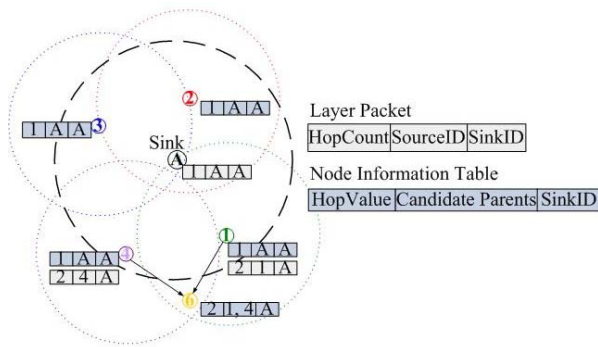 2
1 A A
Layer Packet
1 A A
3
HopCount SourceID SinkID
Sink
A
1 A A
Node Information Table
HopValue Candidate Parents SinkID
1
1 A A
2 1 A
4
1 A A
2 4 A
6
2 1, 4 A